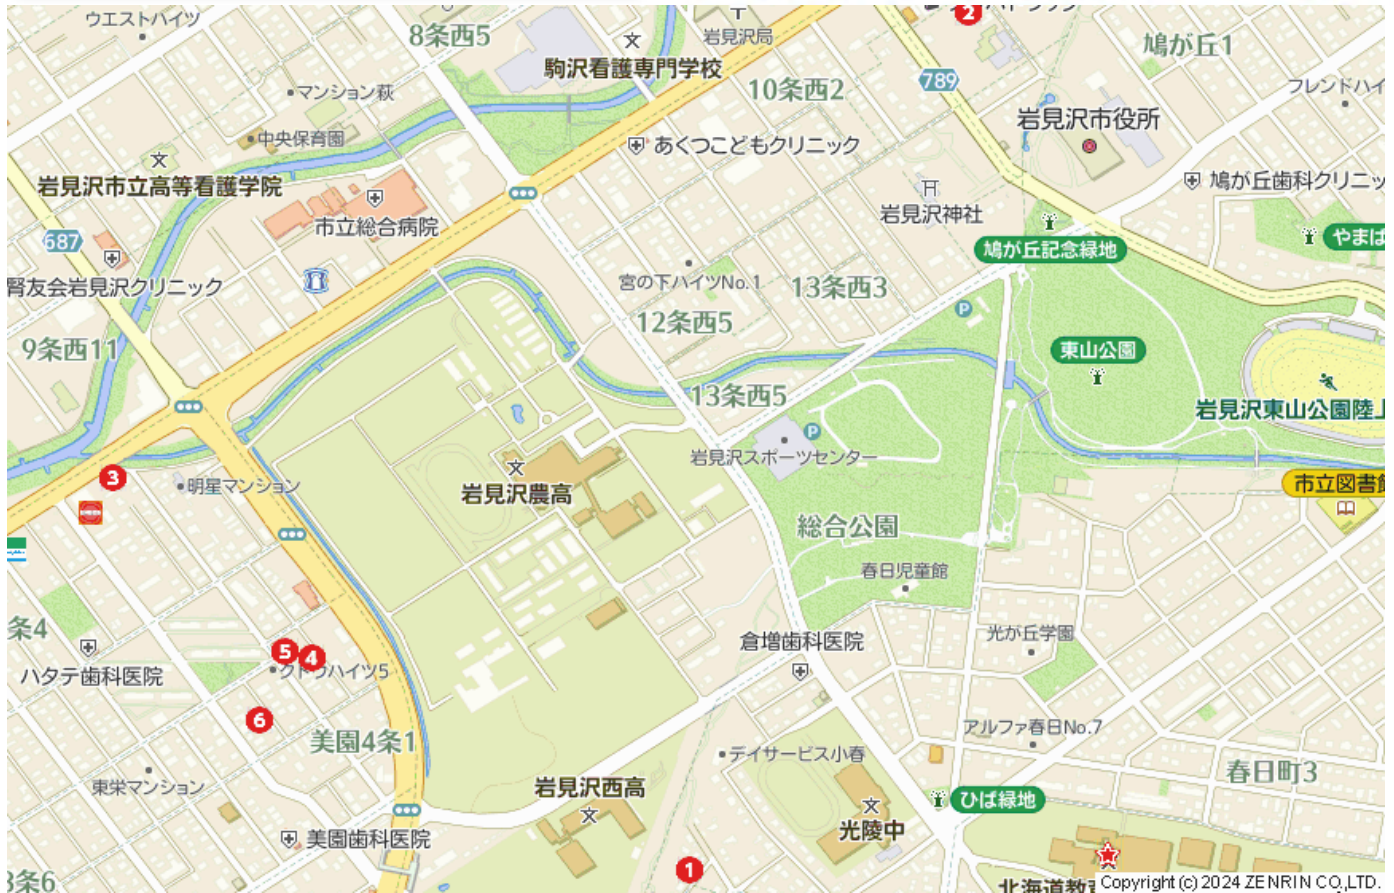 ウエストハイツ
8条西5
岩見沢局
2
鳩が丘1
駒沢看護専門学校
789
10条西2
フレンドハイ
マンション萩
岩見沢市役所
中央保育園
あくつこどもクリニック
岩見沢市立高等看護学院
鳩が丘歯科クリニッ
市立総合病院
岩見沢神社
687
鳩が丘記念緑地
やまば
腎友会岩見沢クリニック
宮の下ハイツNo.1
13条西3
P
12条西5
9条西11
東山公園
13条西5
岩見沢東山公園陸上
P
岩見沢スポーツセンター
3
明星マンション
岩見沢農高
市立図書館
総合公園
春日児童館
条4
光が丘学園
倉増歯科医院
5
4
クドウハイツ5
ハタテ歯科医院
6
アルファ春日No.7
美園4条1
デイサービス小春
春日町3
東栄マンション
岩見沢西高
ひば緑地
光陵中
美園歯科医院
1
3条6
北海道教育
Copyright (c) 2024 ZENRIN CO.,LTD.